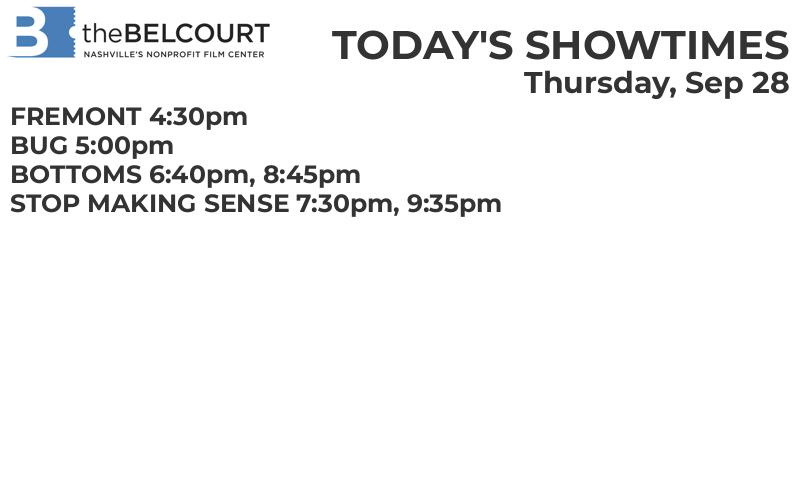 B theBELCOURT
NASHVILLE'S NONPROFIT FILM CENTER
TODAY'S SHOWTIMES
Thursday, Sep 28
FREMONT 4:30pm
BUG 5:00pm
BOTTOMS 6:40pm, 8:45pm
STOP MAKING SENSE 7:30pm, 9:35pm